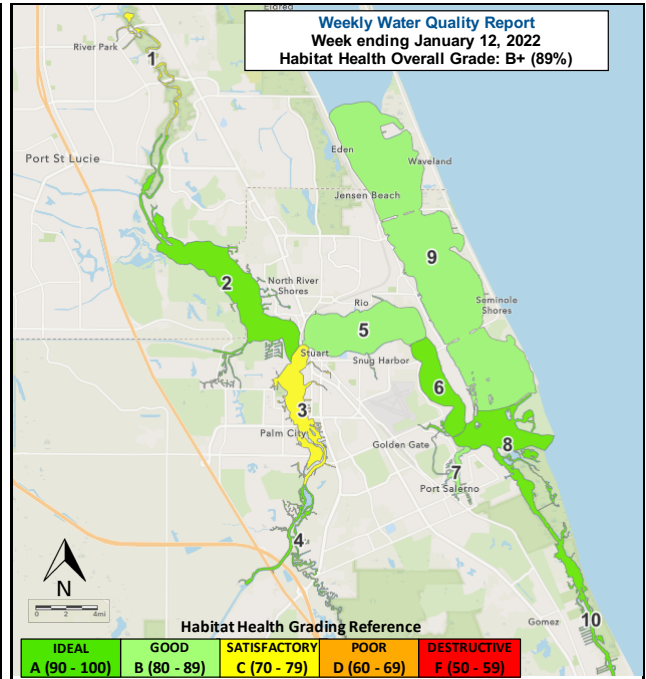 Eldred
Weekly Water Quality Report
Week ending January 12, 2022
Habitat Health Overall Grade: B+ (89%)
River Park
1
Port St Lucie
Eden
Waveland
Jensen Beach
9
2
North River
Shores
Rio
Seminole
Shores
5
Stuart
Snug Harbor
6
3
Palm City
Golden Gate
8
7
Port Salerno
4
N
0 2 4mi
Gomez
10
Habitat Health Grading Reference
IDEAL
A (90 - 100)
GOOD
B (80 - 89)
SATISFACTORY
C (70 - 79)
POOR
D (60 - 69)
DESTRUCTIVE
F (50 - 59)